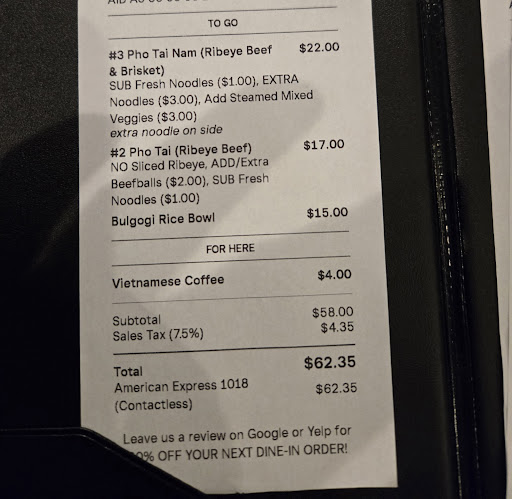 TO GO
#3 Pho Tai Nam (Ribeye Beef $22.00
& Brisket)
SUB Fresh Noodles ($1.00), EXTRA
Noodles ($3.00), Add Steamed Mixed
Veggies ($3.00)
extra noodle on side
#2 Pho Tai (Ribeye Beef) $17.00
NO Sliced Ribeye, ADD/Extra
Beefballs ($2.00), SUB Fresh
Noodles ($1.00)
Bulgogi Rice Bowl $15.00
FOR HERE
Vietnamese Coffee $4.00
Subtotal $58.00
Sales Tax (7.5%) $4.35
Total $62.35
American Express 1018 $62.35
(Contactless)
Leave us a review on Google or Yelp for
OFF YOUR NEXT DINE-IN ORDER!